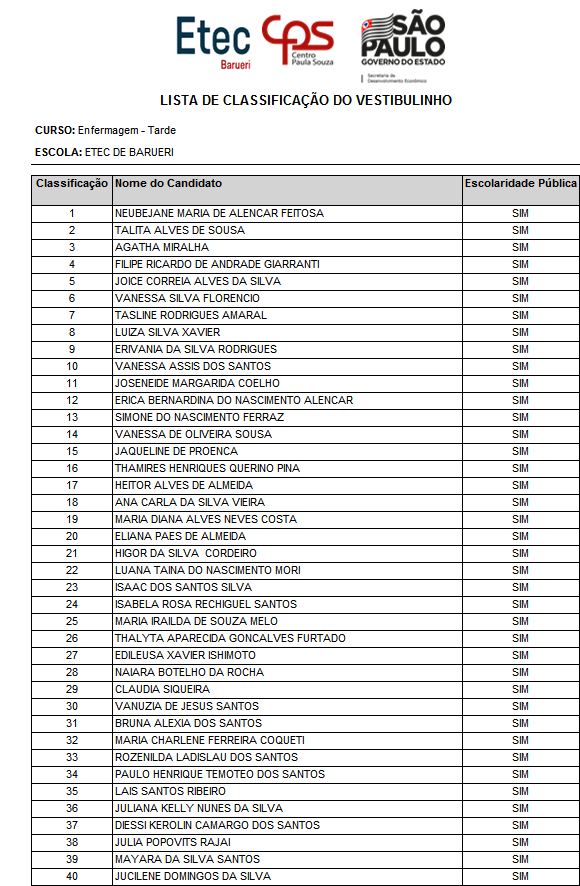 Etec
Barueri
CPS
Centro
Paula Souza
SÃO
PAULO
GOVERNO DO ESTADO
Secretaria de
Desenvolvimento Econômico
LISTA DE CLASSIFICAÇÃO DO VESTIBULINHO
CURSO: Enfermagem - Tarde
ESCOLA: ETEC DE BARUERI
Classificação Nome do Candidato Escolaridade Pública
1 NEUBEJANE MARIA DE ALENCAR FEITOSA SIM
2 TALITA ALVES DE SOUSA SIM
3 AGATHA MIRALHA SIM
4 FILIPE RICARDO DE ANDRADE GIARRANTI SIM
5 JOICE CORREIA ALVES DA SILVA SIM
6 VANESSA SILVA FLORENCIO SIM
7 TASLINE RODRIGUES AMARAL SIM
8 LUIZA SILVA XAVIER SIM
9 ERIVANIA DA SILVA RODRIGUES SIM
10 VANESSA ASSIS DOS SANTOS SIM
11 JOSENEIDE MARGARIDA COELHO SIM
12 ERICA BERNARDINA DO NASCIMENTO ALENCAR SIM
13 SIMONE DO NASCIMENTO FERRAZ SIM
14 VANESSA DE OLIVEIRA SOUSA SIM
15 JAQUELINE DE PROENCA SIM
16 THAMIRES HENRIQUES QUERINO PINA SIM
17 HEITOR ALVES DE ALMEIDA SIM
18 ANA CARLA DA SILVA VIEIRA SIM
19 MARIA DIANA ALVES NEVES COSTA SIM
20 ELIANA PAES DE ALMEIDA SIM
21 HIGOR DA SILVA  CORDEIRO SIM
22 LUANA TAINA DO NASCIMENTO MORI SIM
23 ISAAC DOS SANTOS SILVA SIM
24 ISABELA ROSA RECHIGUEL SANTOS SIM
25 MARIA IRAILDA DE SOUZA MELO SIM
26 THALYTA APARECIDA GONCALVES FURTADO SIM
27 EDILEUSA XAVIER ISHIMOTO SIM
28 NAIARA BOTELHO DA ROCHA SIM
29 CLAUDIA SIQUEIRA SIM
30 VANUZIA DE JESUS SANTOS SIM
31 BRUNA ALEXIA DOS SANTOS SIM
32 MARIA CHARLENE FERREIRA COQUETI SIM
33 ROZENILDA LADISLAU DOS SANTOS SIM
34 PAULO HENRIQUE TEMOTEO DOS SANTOS SIM
35 LAIS SANTOS RIBEIRO SIM
36 JULIANA KELLY NUNES DA SILVA SIM
37 DIESSI KEROLIN CAMARGO DOS SANTOS SIM
38 JULIA POPOVITS RAJAI SIM
39 MAYARA DA SILVA SANTOS SIM
40 JUCILENE DOMINGOS DA SILVA SIM